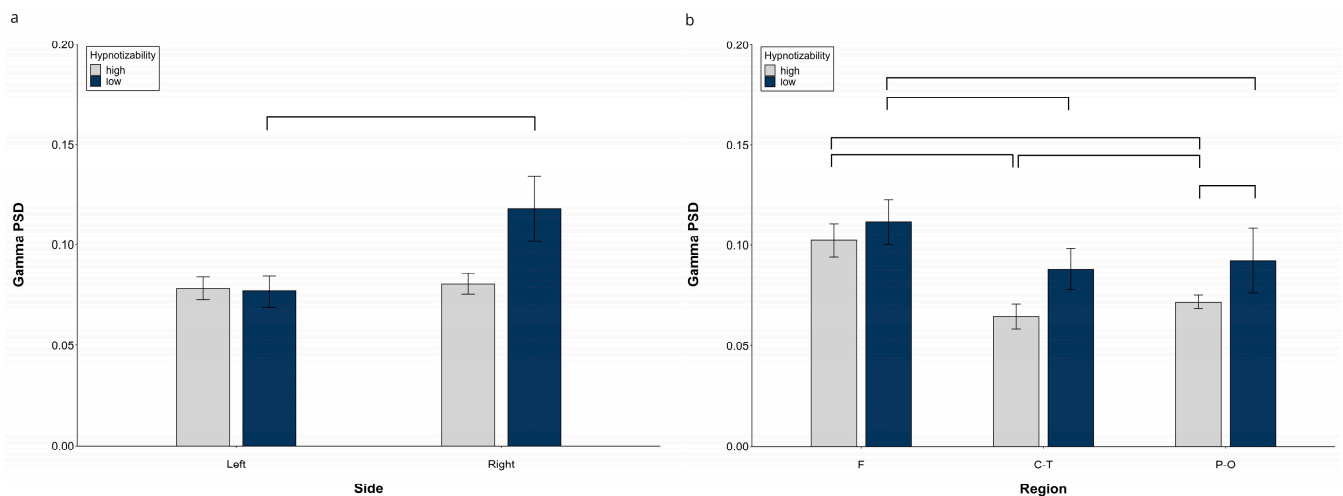 a
0.20
0.15
0.10
0.05
0.00
Gamma PSD
Hypnotizability
high
low
Left
Right
Side
b
0.20
0.15
0.10
0.05
0.00
Gamma PSD
Hypnotizability
high
low
F
C-T
P-O
Region